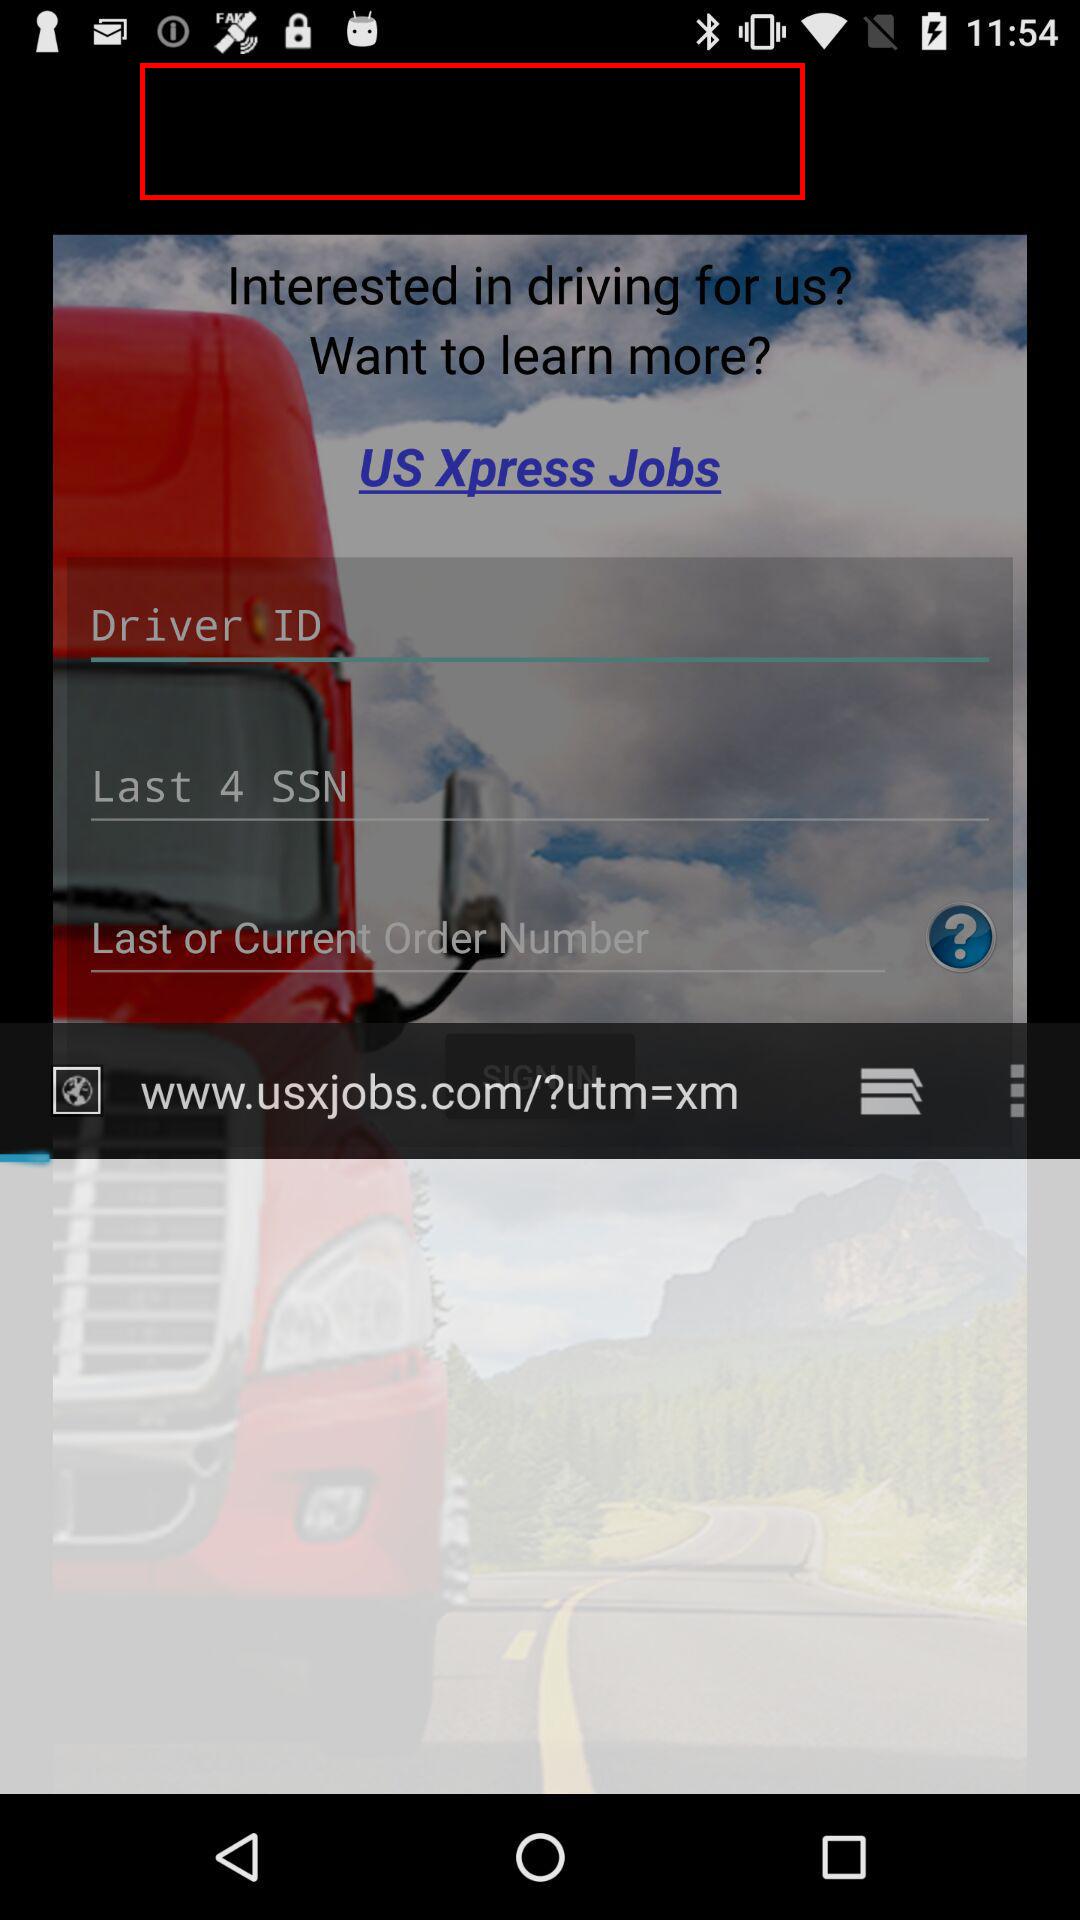 FAKE
11:54
Interested in driving for us?
Want to learn more?
US Xpress Jobs
Driver ID
Last 4 SSN
Last or Current Order Number
?
SIGN IN
www.usxjobs.com/?utm=xm